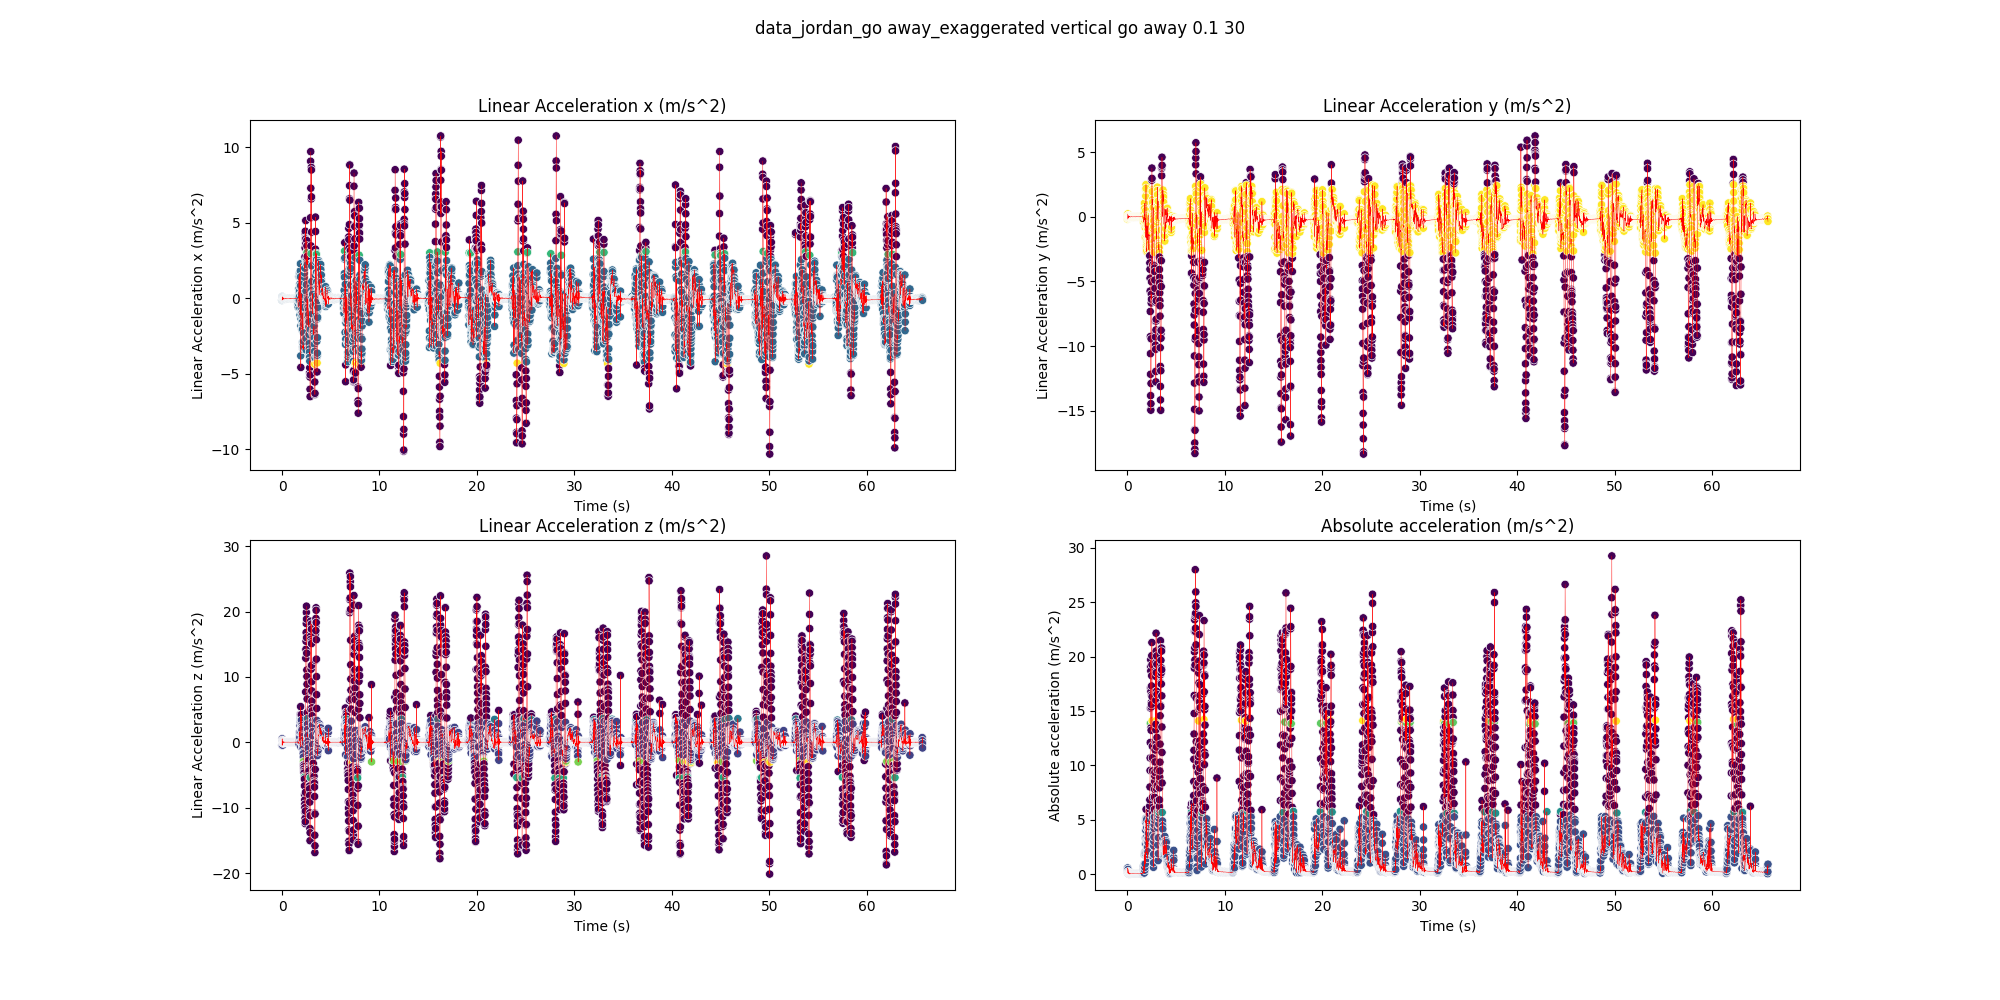 data_jordan_go away_exaggerated vertical go away 0.1 30
Linear Acceleration x (m/s^2)
Linear Acceleration x (m/s^2)
10
5
0
−5
−10
0 10 20 30 40 50 60
Time (s)
Linear Acceleration y (m/s^2)
Linear Acceleration y (m/s^2)
5
0
−5
−10
−15
0 10 20 30 40 50 60
Time (s)
Linear Acceleration z (m/s^2)
Linear Acceleration z (m/s^2)
30
20
10
0
−10
−20
0 10 20 30 40 50 60
Time (s)
Absolute acceleration (m/s^2)
Absolute acceleration (m/s^2)
30
25
20
15
10
5
0
0 10 20 30 40 50 60
Time (s)